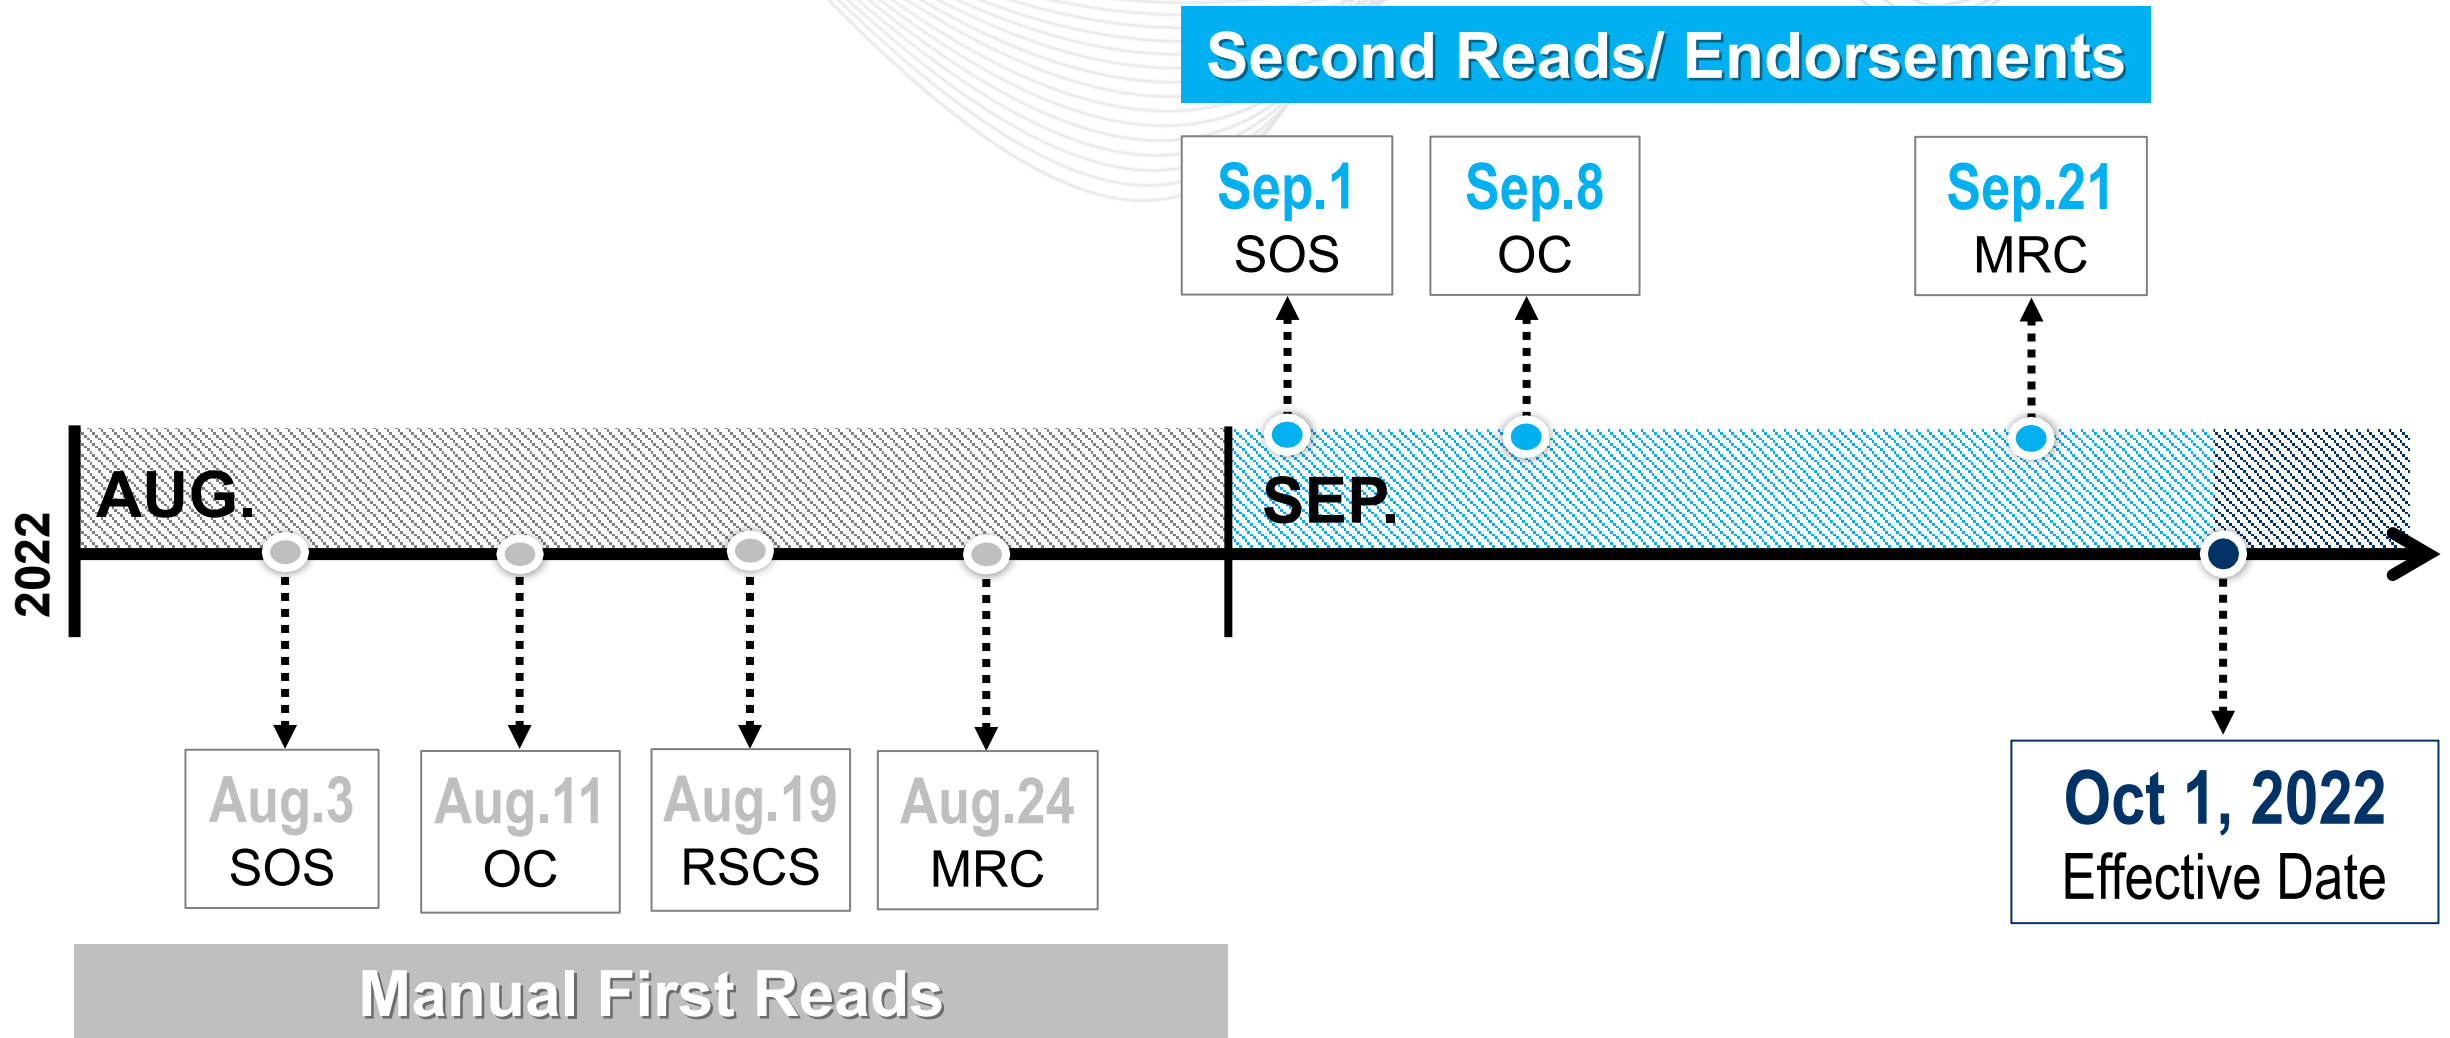 Second Reads/ Endorsements
Sep.1
SOS
Sep.8
OC
Sep.21
MRC
2022
AUG.
SEP.
Aug.3
SOS
Aug.11
OC
Aug.19
RSCS
Aug.24
MRC
Oct 1, 2022
Effective Date
Manual First Reads